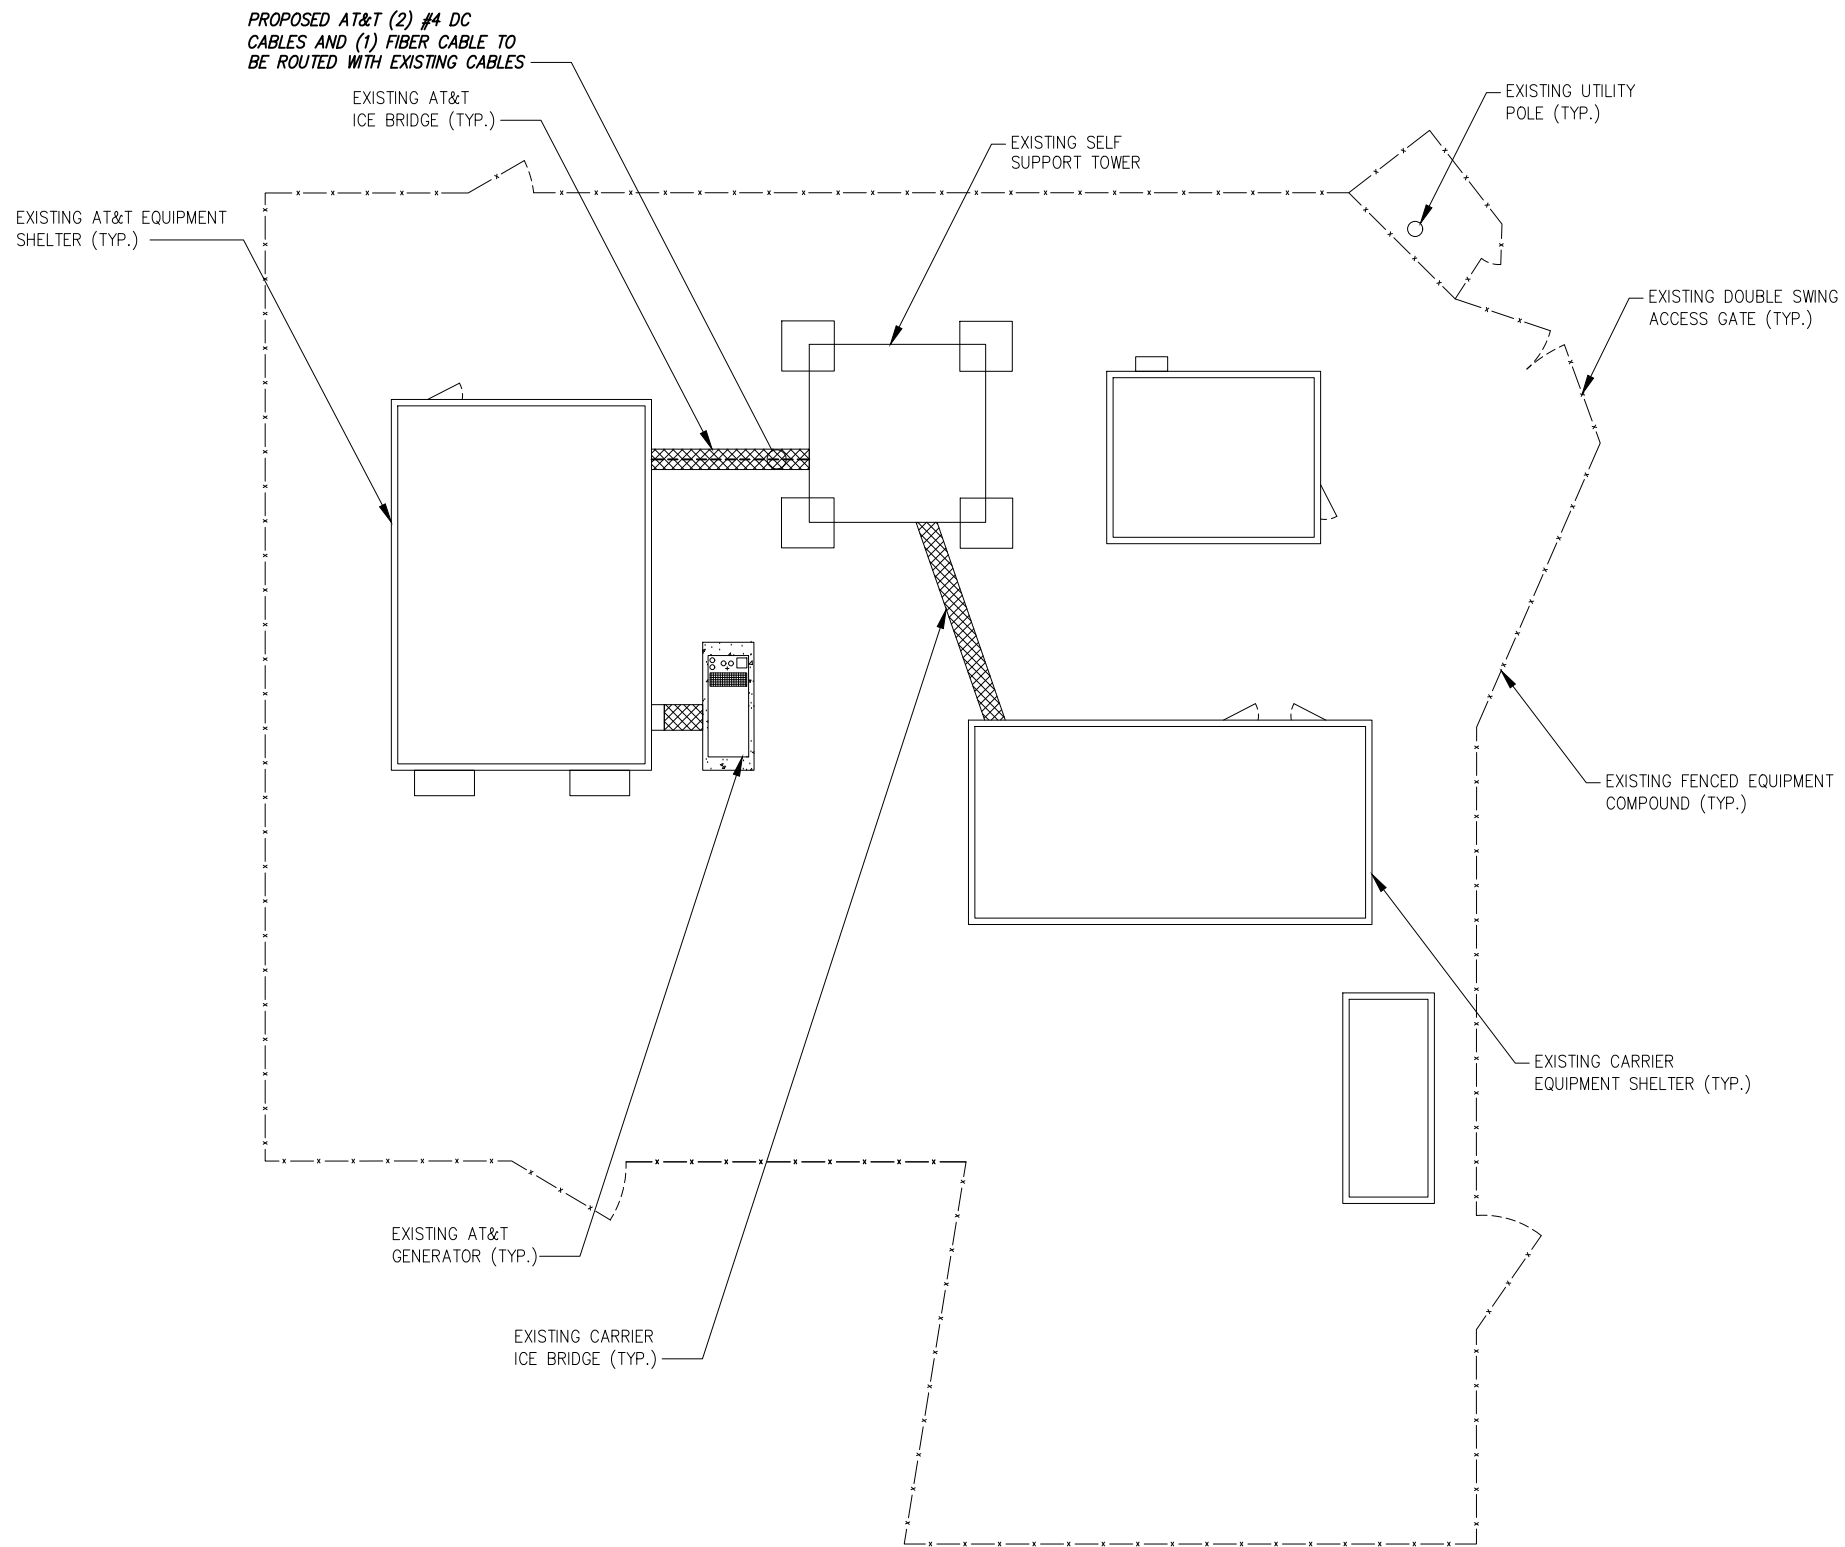 PROPOSED AT&T (2) #4 DC
CABLES AND (1) FIBER CABLE TO
BE ROUTED WITH EXISTING CABLES
EXISTING AT&T
ICE BRIDGE (TYP.)
EXISTING UTILITY
POLE (TYP.)
EXISTING SELF
SUPPORT TOWER
EXISTING AT&T EQUIPMENT
SHELTER (TYP.)
EXISTING DOUBLE SWING
ACCESS GATE (TYP.)
EXISTING FENCED EQUIPMENT
COMPOUND (TYP.)
EXISTING CARRIER
EQUIPMENT SHELTER (TYP.)
EXISTING AT&T
GENERATOR (TYP.)
EXISTING CARRIER
ICE BRIDGE (TYP.)